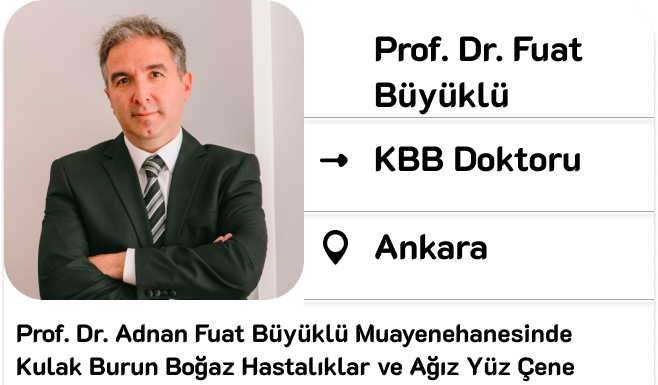 Prof. Dr. Fuat
Büyüklü
KBB Doktoru
Ankara
Prof. Dr. Adnan Fuat Büyüklü Muayenehanesinde
Kulak Burun Boğaz Hastalıklar ve Ağız Yüz Çene